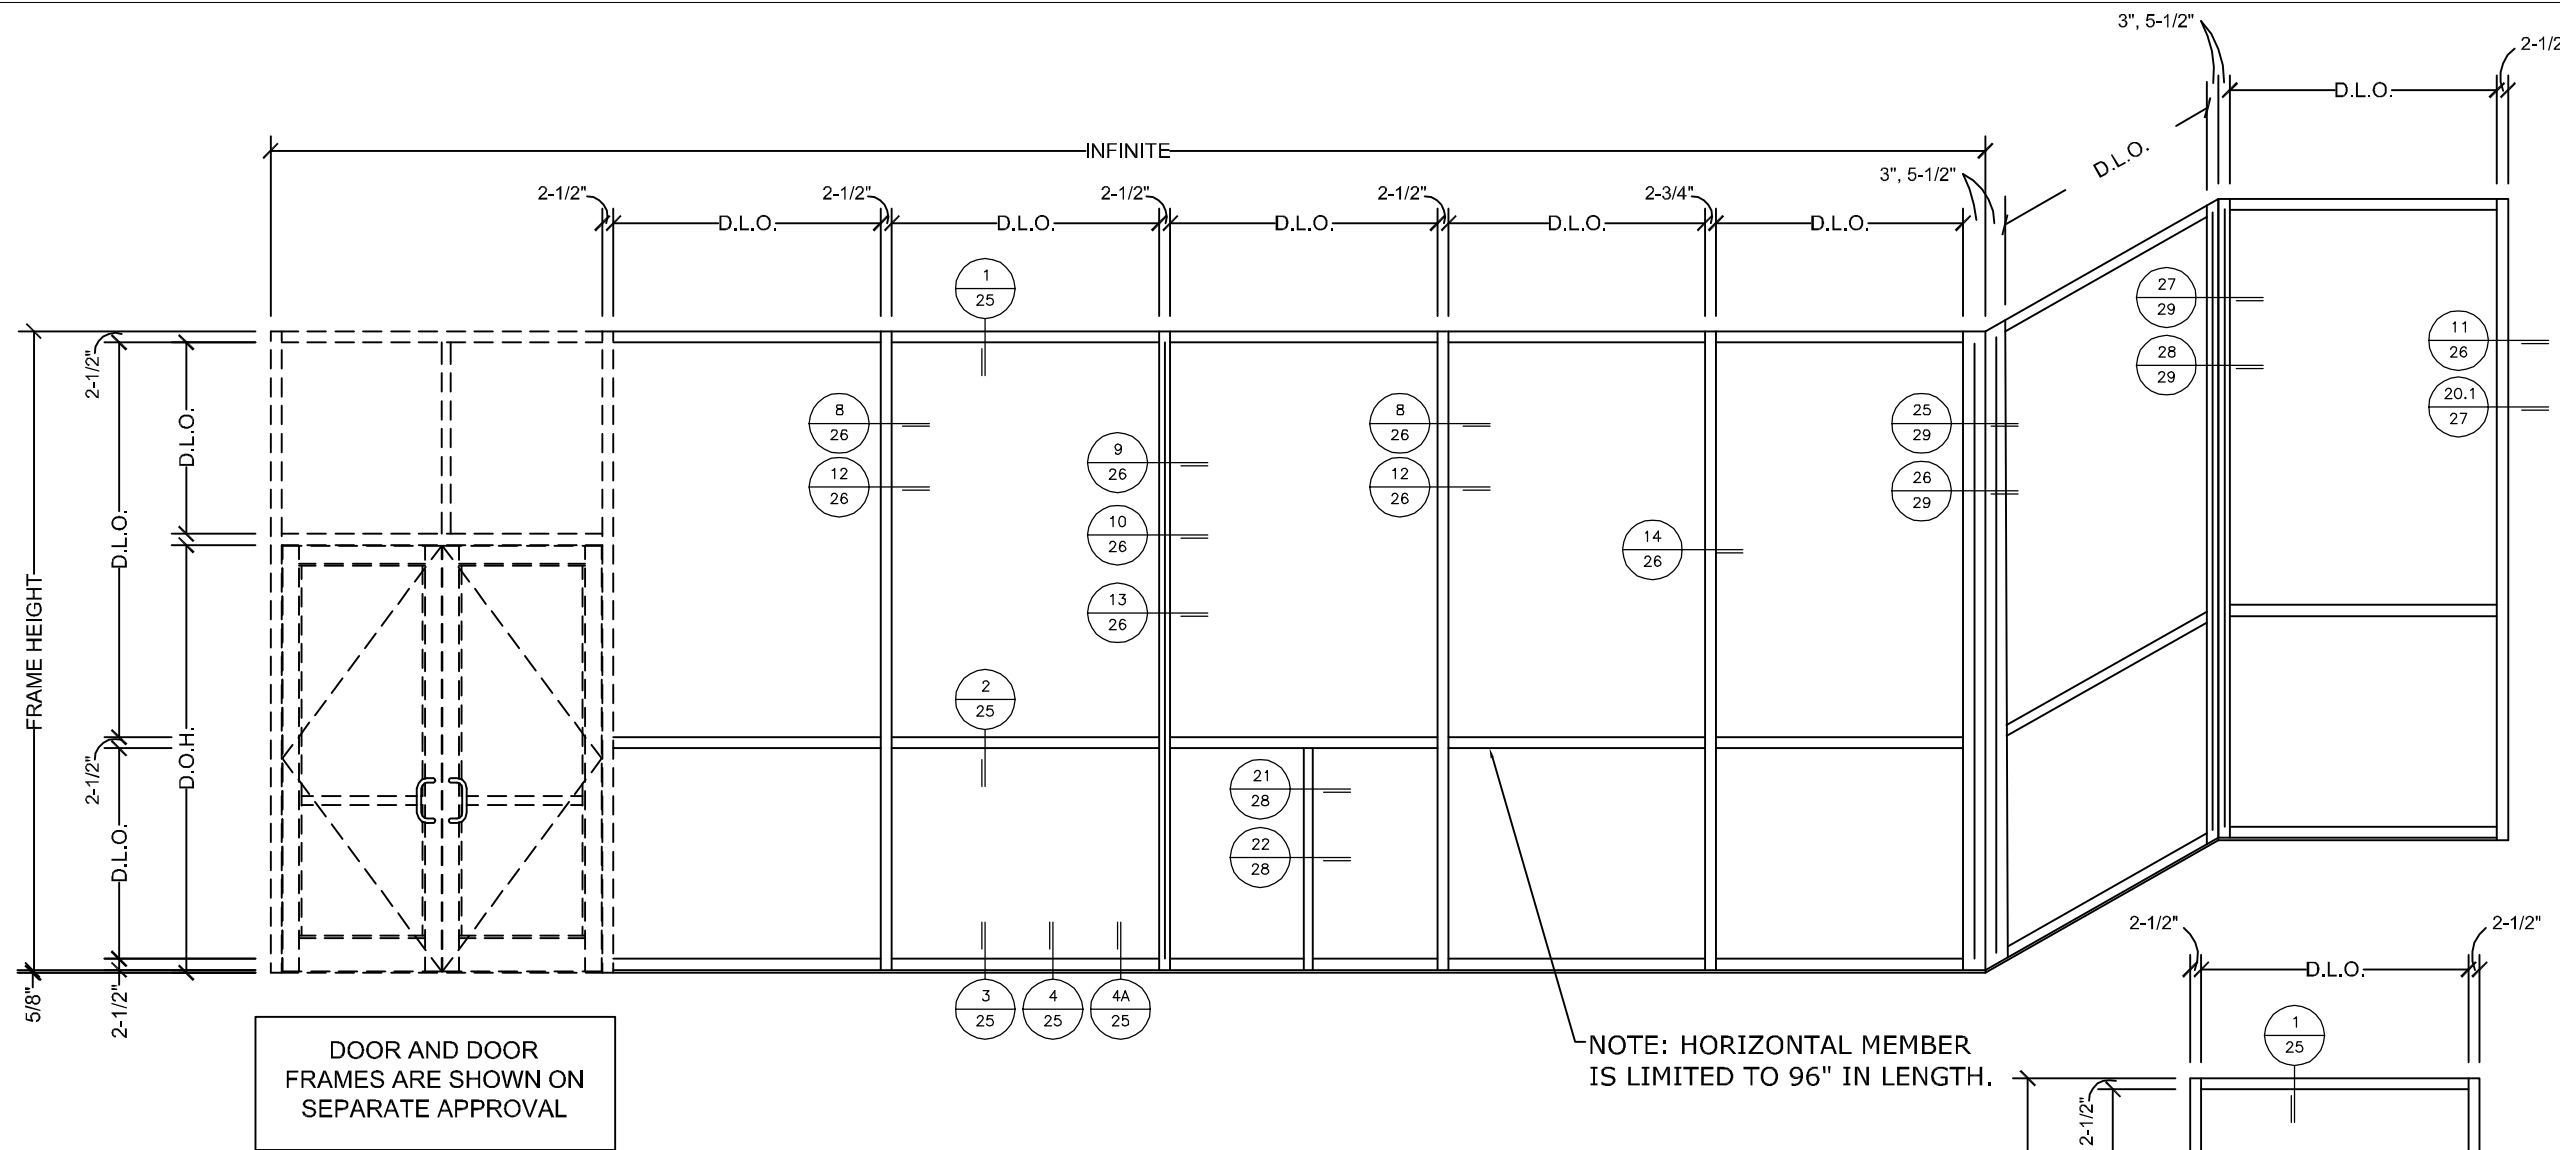 3", 5-1/2"
2-1/2
D.L.O.
D.L.O.
INFINITE
3", 5-1/2"
2-1/2"
2-1/2"
2-1/2"
2-1/2"
2-3/4"
D.L.O.
D.L.O.
D.L.O.
D.L.O.
D.L.O.
1
25
27
29
28
29
11
26
20.1
27
2-1/2"
D.L.O.
D.L.O.
FRAME HEIGHT
2-1/2"
D.O.H.
D.L.O.
5/8"
2-1/2"
8
26
12
26
9
26
10
26
13
26
8
26
12
26
14
26
25
29
26
29
2
25
21
28
22
28
3
25
4
25
4A
25
DOOR AND DOOR
FRAMES ARE SHOWN ON
SEPARATE APPROVAL
NOTE: HORIZONTAL MEMBER
IS LIMITED TO 96" IN LENGTH.
2-1/2"
2-1/2"
D.L.O.
1
25
2-1/2"